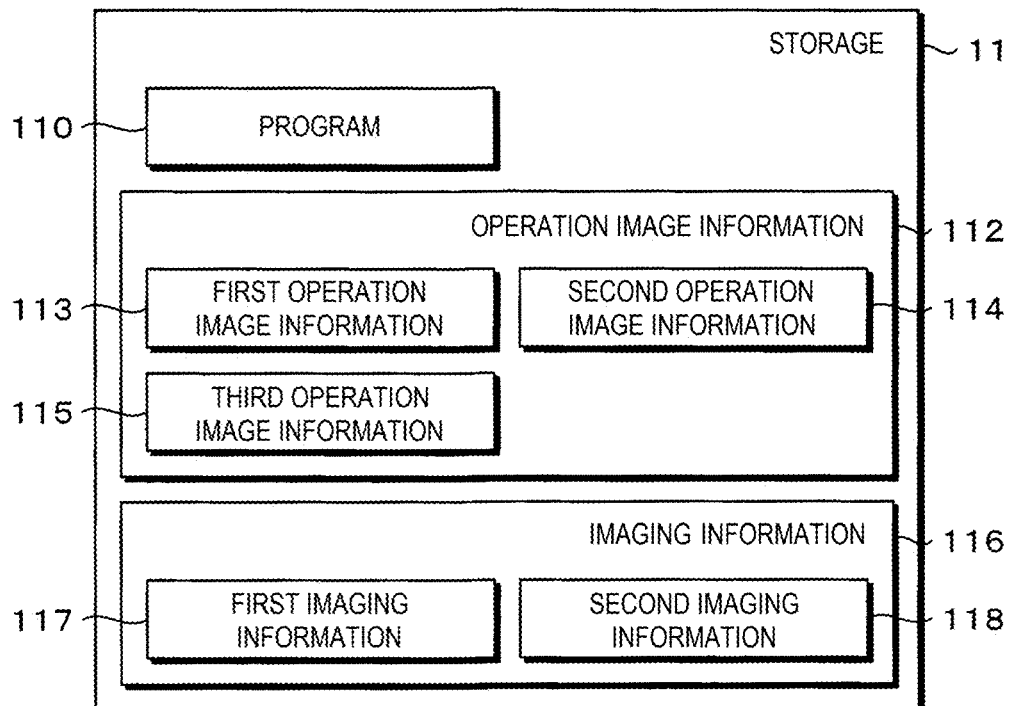 STORAGE
11
110
PROGRAM
OPERATION IMAGE INFORMATION
112
113
FIRST OPERATION
IMAGE INFORMATION
SECOND OPERATION
IMAGE INFORMATION
114
115
THIRD OPERATION
IMAGE INFORMATION
IMAGING INFORMATION
116
117
FIRST IMAGING
INFORMATION
SECOND IMAGING
INFORMATION
118